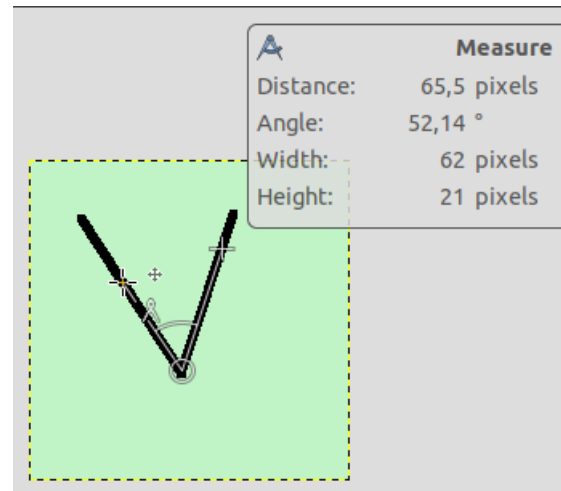 Measure
Distance: 65,5 pixels
Angle: 52,14 °
Width: 62 pixels
Height: 21 pixels